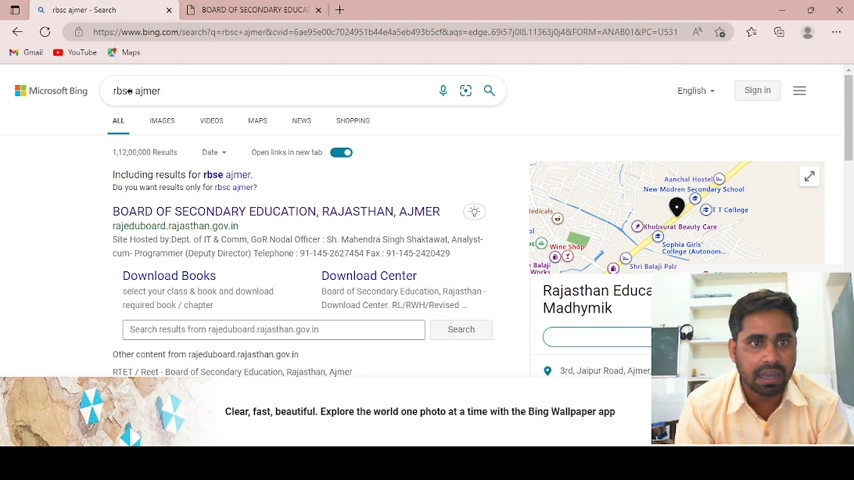 rbsc ajmer - Search
BOARD OF SECONDARY EDUCAT
https://www.bing.com/search?q=rbsc+ajmer&cvid=6ae95e00c7024951b44e4a5eb493b5cf&aqs=edge..69i57j0l8.11363j0j4&FORM=ANAB01&PC=U531
Gmail YouTube Maps
Microsoft Bing
rbse ajmer
English
Sign in
ALL IMAGES VIDEOS MAPS NEWS SHOPPING
1,12,00,000 Results Date Open links in new tab
Including results for rbse ajmer.
Do you want results only for rbsc ajmer?
BOARD OF SECONDARY EDUCATION, RAJASTHAN, AJMER
rajeduboard.rajasthan.gov.in
Site Hosted by:Dept. of IT & Comm, GoR Nodal Officer : Sh. Mahendra Singh Shaktawat, Analyst-
cum- Programmer (Deputy Director) Telephone : 91-145-2627454 Fax : 91-145-2420429
Download Books
select your class & book and download
required book / chapter
Download Center
Board of Secondary Education, Rajasthan -
Download Center. RL/RWH/Revised ...
Search results from rajeduboard.rajasthan.gov.in
Search
Other content from rajeduboard.rajasthan.gov.in
RTET / Reet - Board of Secondary Education, Rajasthan, Ajmer
Aanchal Hostel
New Modren Secondary School
T T College
Khubsurat Beauty Care
Sophia Girls'
College (Autonom...
Shri Balaji Palz
edicals
Wine Shop
r Balaji
Works
Rajasthan Educa
Madhymik
3rd, Jaipur Road, Ajmer
Clear, fast, beautiful. Explore the world one photo at a time with the Bing Wallpaper app